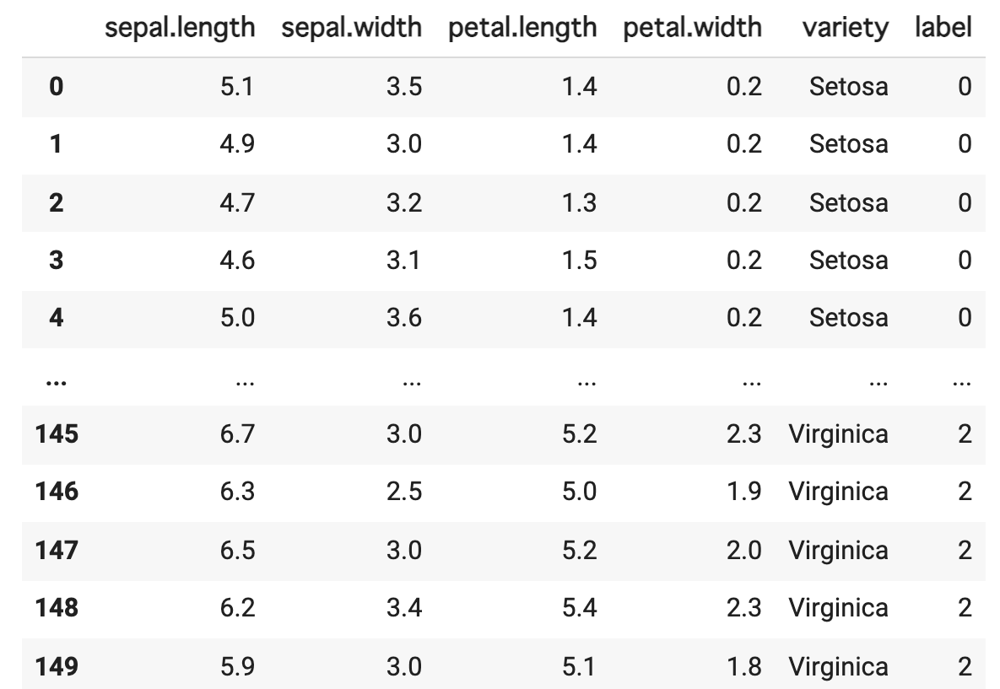 sepal.length sepal.width petal.length petal.width variety label
0 5.1 3.5 1.4 0.2 Setosa 0
1 4.9 3.0 1.4 0.2 Setosa 0
2 4.7 3.2 1.3 0.2 Setosa 0
3 4.6 3.1 1.5 0.2 Setosa 0
4 5.0 3.6 1.4 0.2 Setosa 0
... ... ... ... ... ... ...
145 6.7 3.0 5.2 2.3 Virginica 2
146 6.3 2.5 5.0 1.9 Virginica 2
147 6.5 3.0 5.2 2.0 Virginica 2
148 6.2 3.4 5.4 2.3 Virginica 2
149 5.9 3.0 5.1 1.8 Virginica 2